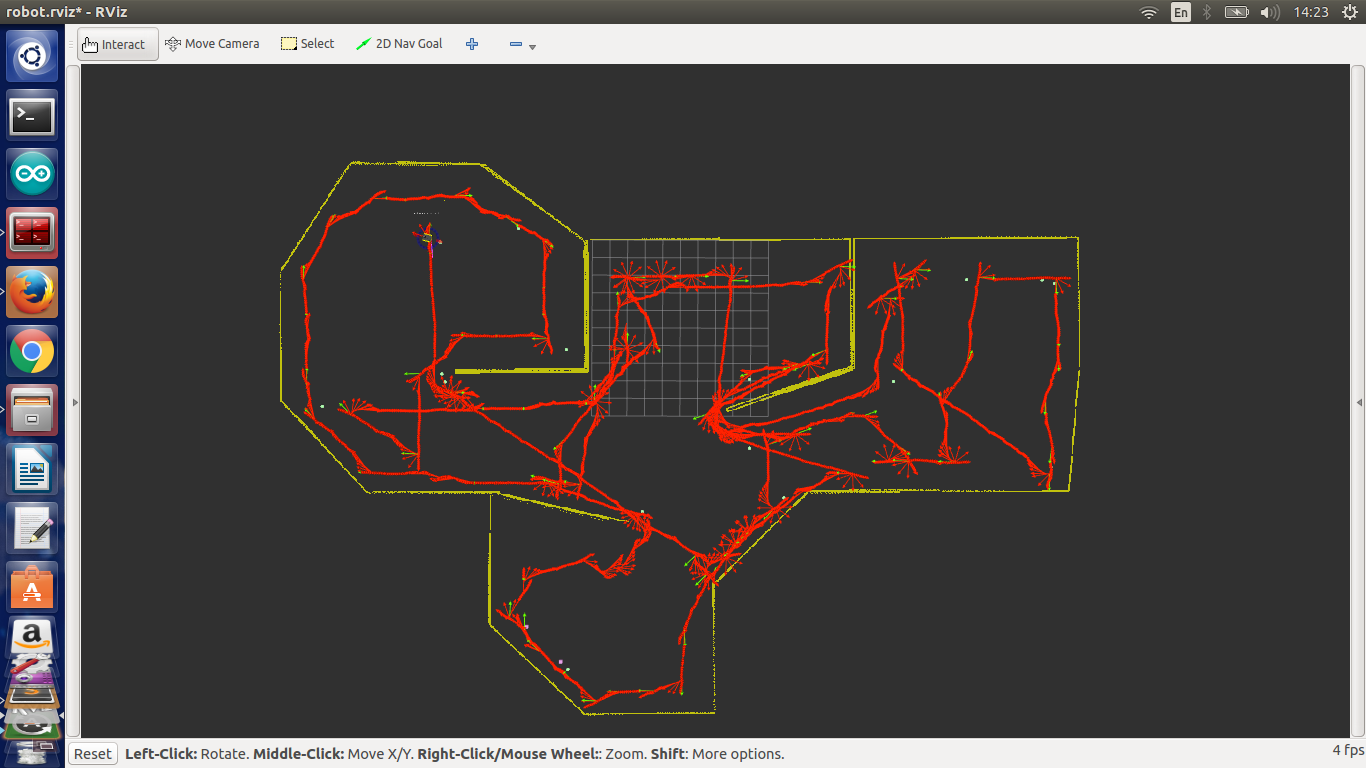 robot.rviz* - RViz
En
14:23
Interact
Move Camera
Select
2D Nav Goal
Reset
Left-Click: Rotate. Middle-Click: Move X/Y. Right-Click/Mouse Wheel:: Zoom. Shift: More options.
4 fps